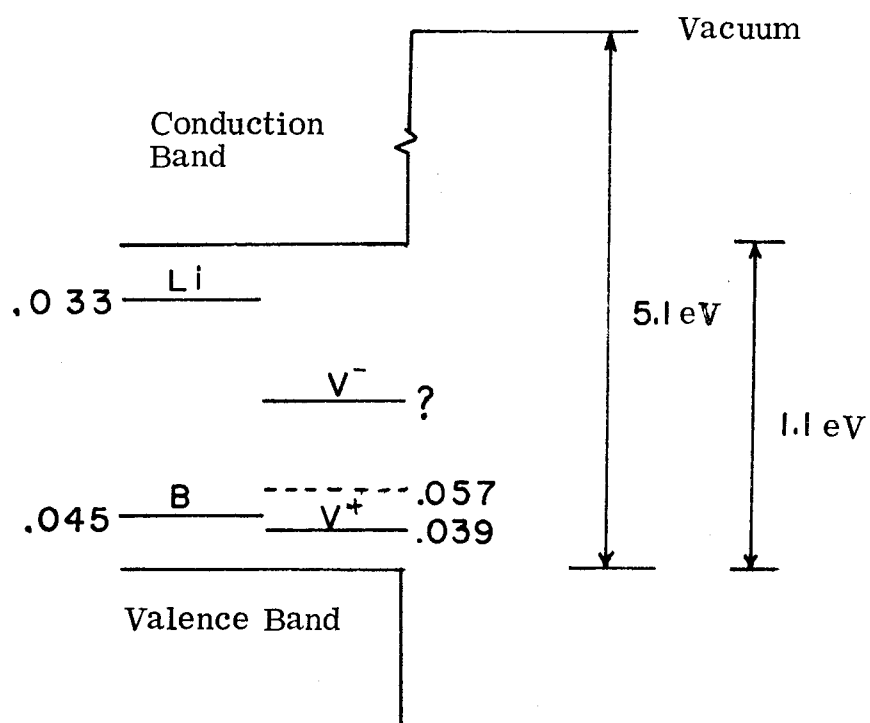 Vacuum
Conduction
Band
Li
.033
V⁻
?
5.1 eV
1.1 eV
B
.045
.057
V⁺
.039
Valence Band